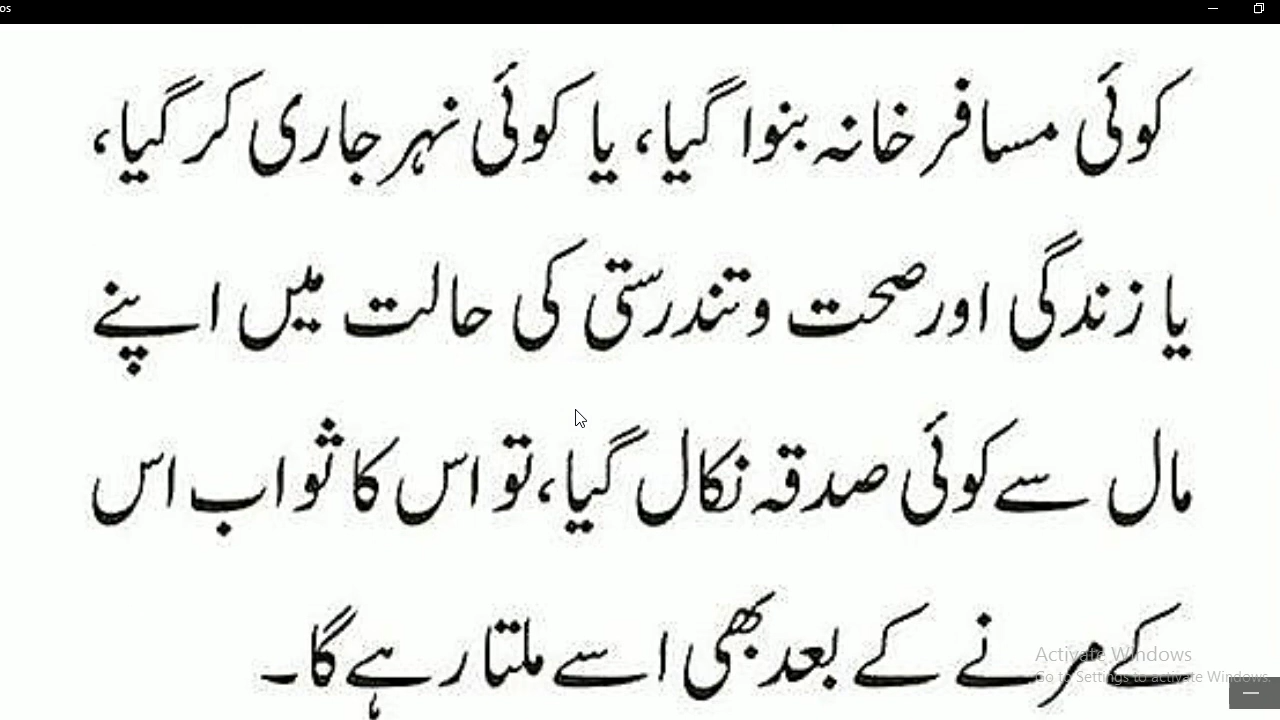 os
کوئی مسافر خانہ بنوا گیا، یا کوئی نہر جاری کر گیا،
یا زندگی اور صحت و تندرستی کی حالت میں اپنے
مال سے کوئی صدقہ نکال گیا، تو اس کا ثواب اس
کے مرنے کے بعد بھی اسے ملتا رہے گا۔
Activate Windows
Go to Settings to activate Windows.